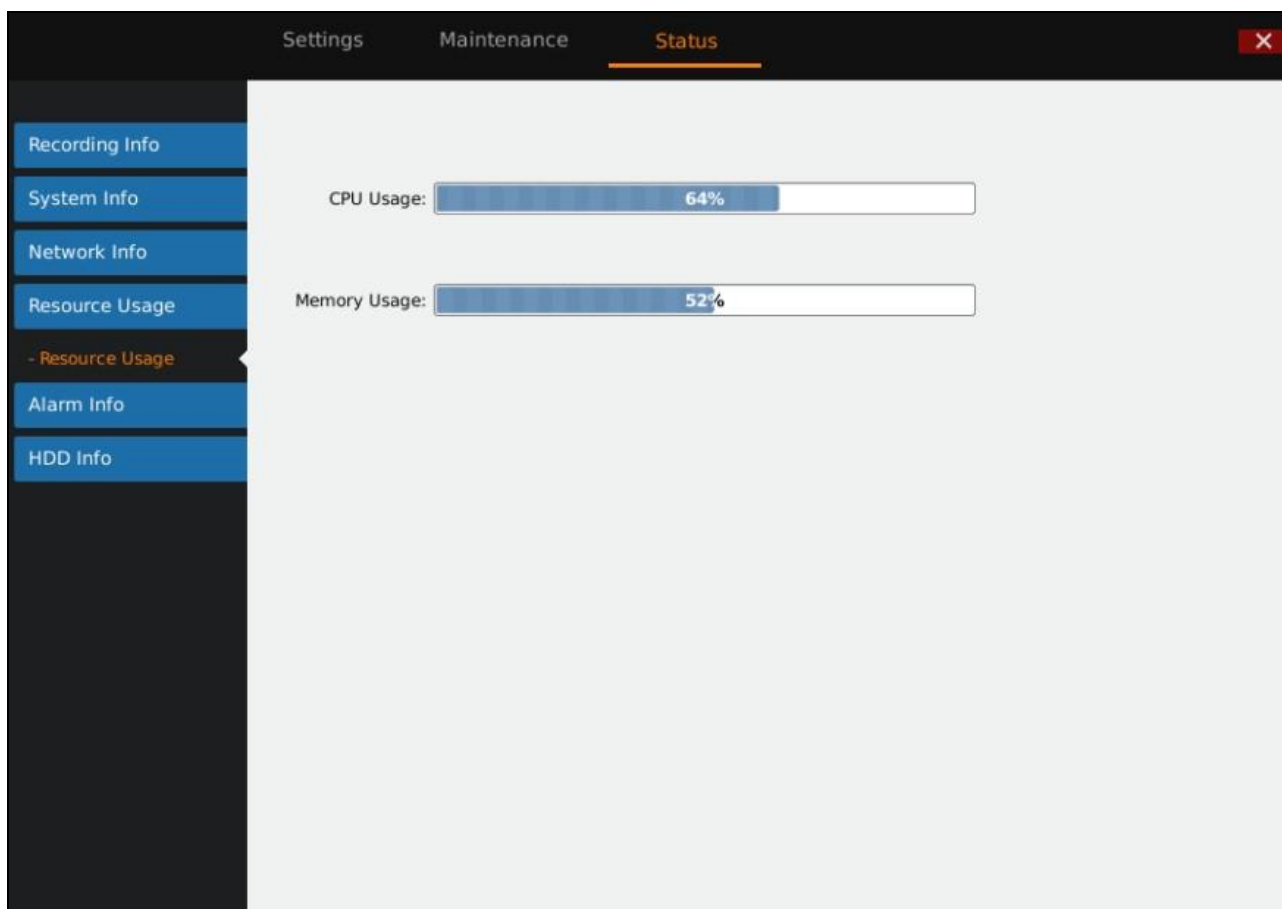 Settings Maintenance Status
Recording Info
System Info
CPU Usage: 64%
Network Info
Resource Usage
Memory Usage: 52%
- Resource Usage
Alarm Info
HDD Info